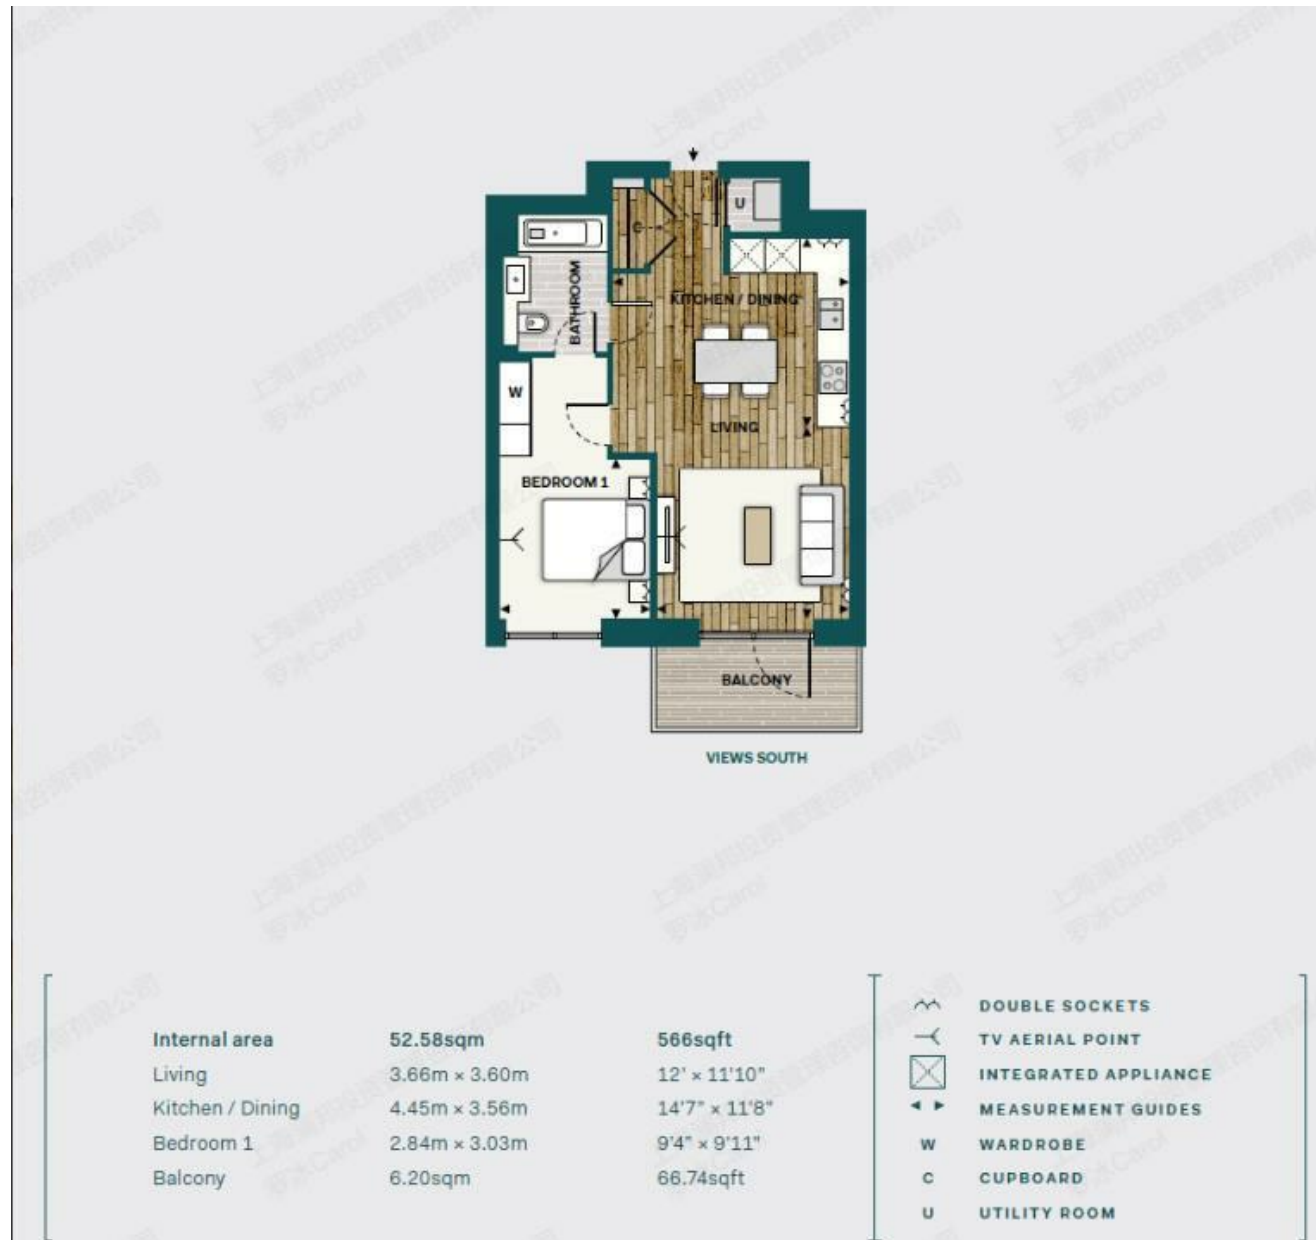 U
C
BATHROOM
KITCHEN / DINING
W
LIVING
BEDROOM 1
BALCONY
VIEWS SOUTH
Internal area 52.58sqm 566sqft
Living 3.66m × 3.60m 12' × 11'10"
Kitchen / Dining 4.45m × 3.56m 14'7" × 11'8"
Bedroom 1 2.84m × 3.03m 9'4" × 9'11"
Balcony 6.20sqm 66.74sqft
DOUBLE SOCKETS
TV AERIAL POINT
INTEGRATED APPLIANCE
MEASUREMENT GUIDES
W WARDROBE
C CUPBOARD
U UTILITY ROOM